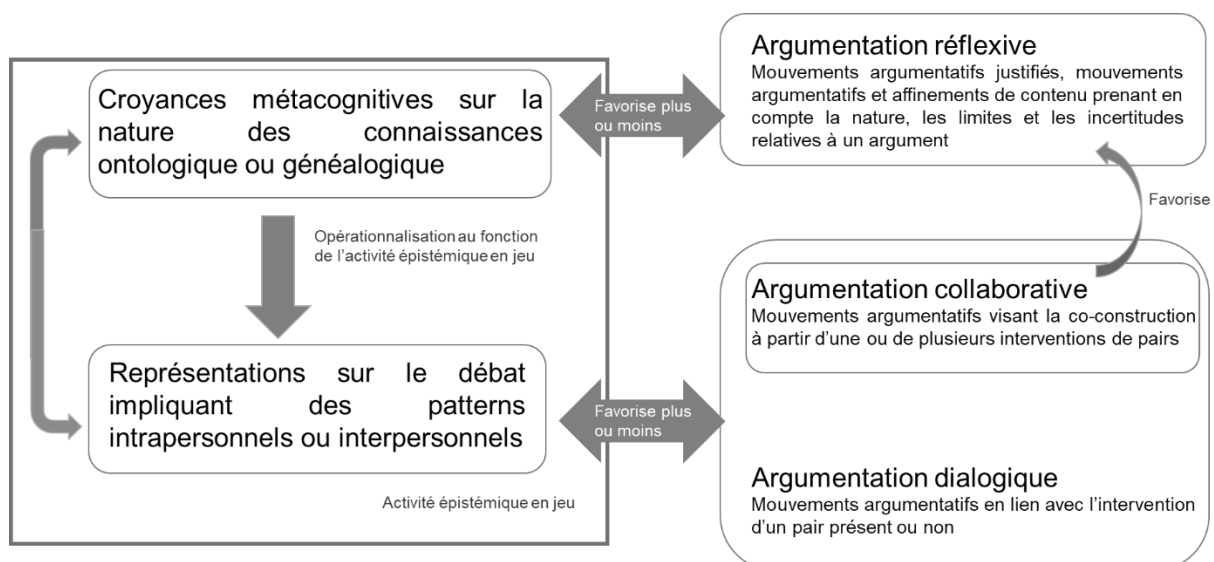 Croyances métacognitives sur la
nature des connaissances
ontologique ou généalogique
Favorise plus
ou moins
Argumentation réflexive
Mouvements argumentatifs justifiés, mouvements
argumentatifs et affinements de contenu prenant en
compte la nature, les limites et les incertitudes
relatives à un argument
Opérationnalisation au fonction
de l'activité épistémique en jeu
Favorise
Représentations sur le débat
impliquant des patterns
intrapersonnels ou interpersonnels
Favorise plus
ou moins
Argumentation collaborative
Mouvements argumentatifs visant la co-construction
à partir d'une ou de plusieurs interventions de pairs
Argumentation dialogique
Mouvements argumentatifs en lien avec l'intervention
d'un pair présent ou non
Activité épistémique en jeu